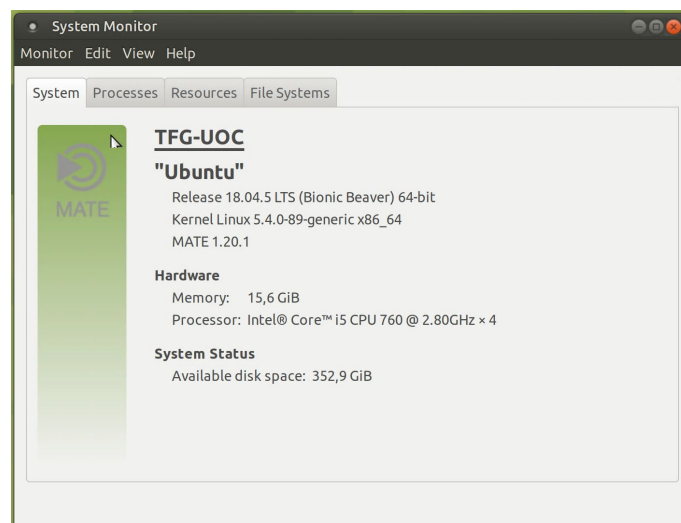 System Monitor
Monitor Edit View Help
System Processes Resources File Systems
MATE
TFG-UOC
"Ubuntu"
Release 18.04.5 LTS (Bionic Beaver) 64-bit
Kernel Linux 5.4.0-89-generic x86_64
MATE 1.20.1
Hardware
Memory: 15,6 GiB
Processor: Intel® Core™ i5 CPU 760 @ 2.80GHz × 4
System Status
Available disk space: 352,9 GiB